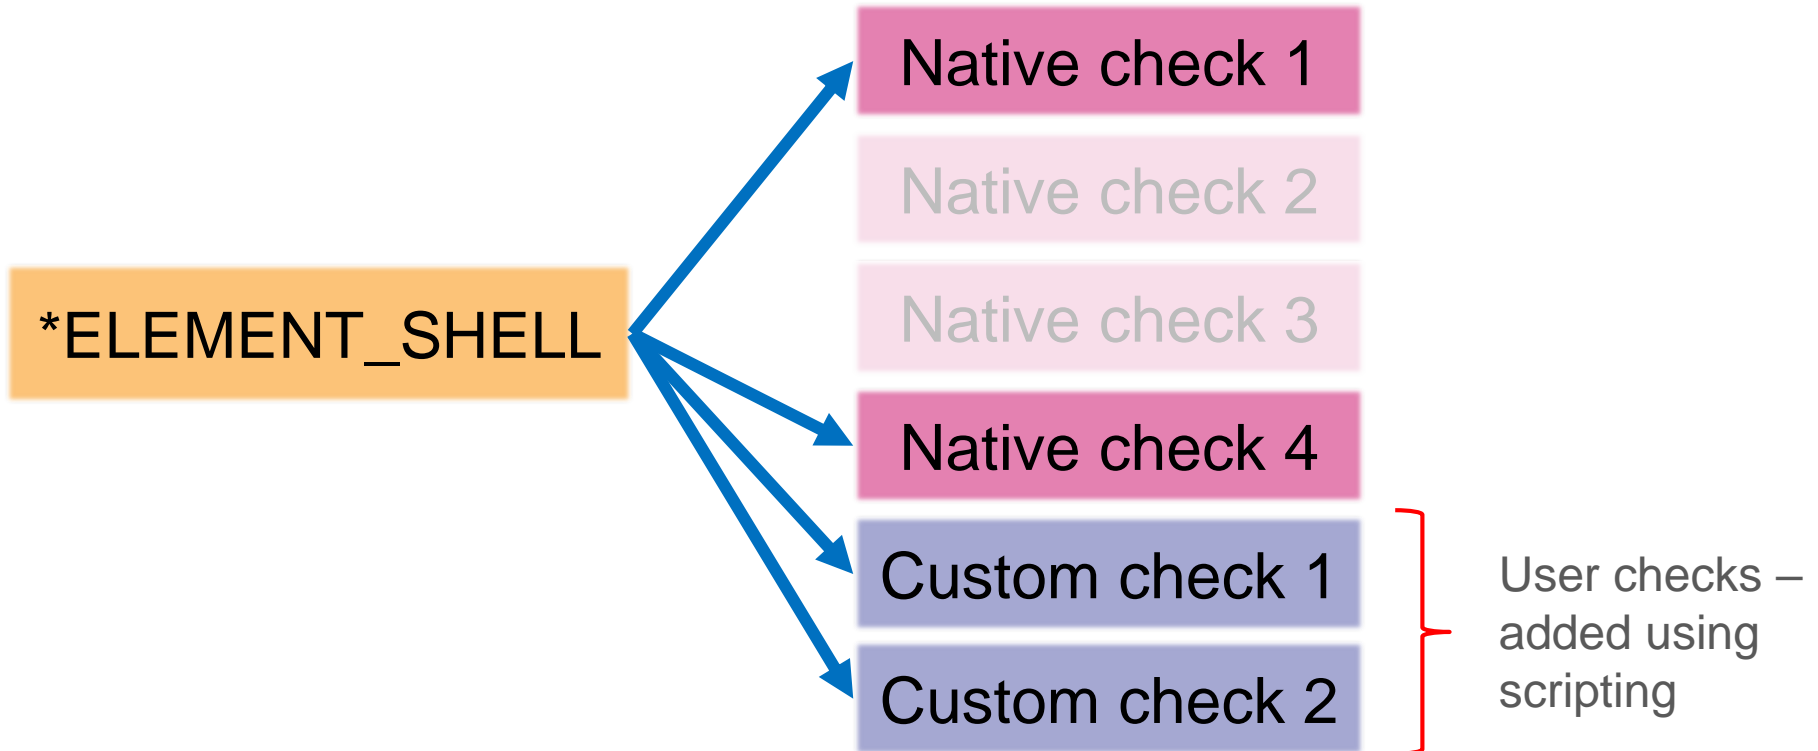 Native check 1
Native check 2
Native check 3
*ELEMENT_SHELL
Native check 4
Custom check 1
Custom check 2
User checks –
added using
scripting